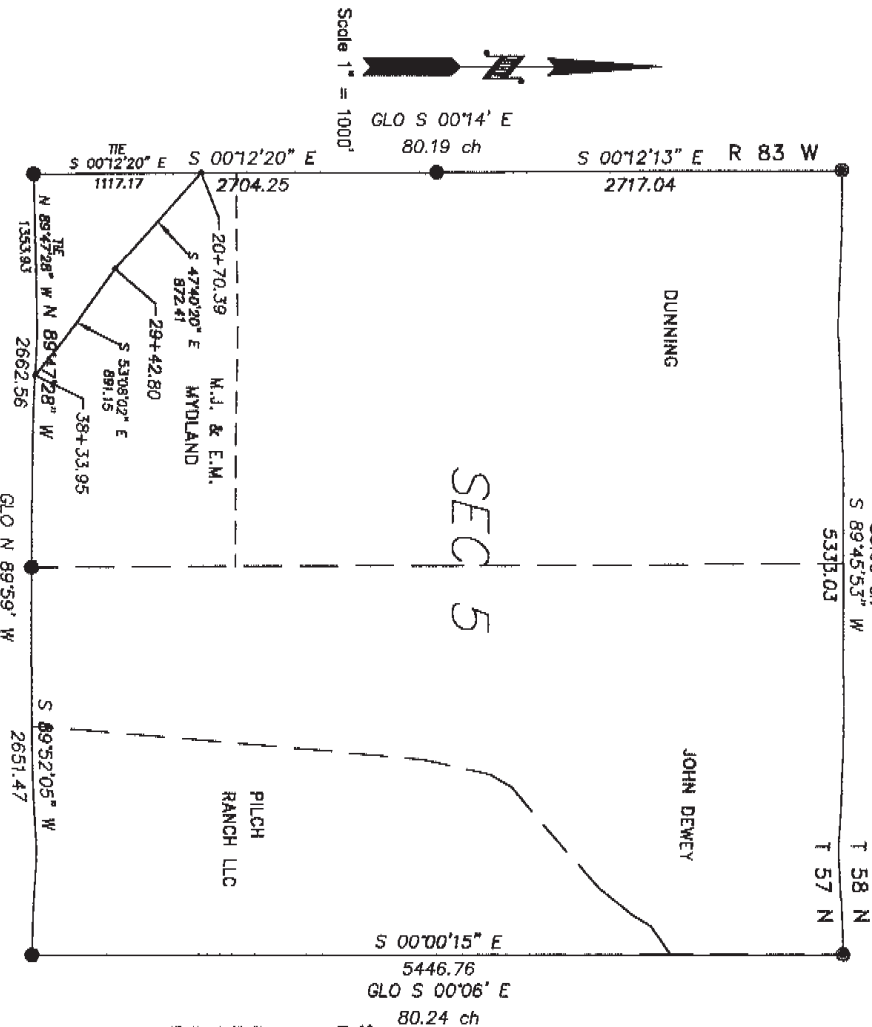 Scale 1" = 1000'
GLO S 00°14' E
80.19 ch
S 00°12'13" E R 83 W
2717.04
S 00°12'20" E
2704.25
TIE
S 00°12'20" E
1117.17
TIE
N 89°47'28" W
1353.93
N 89°47'28" W
2662.56
20+70.39
S 47°40'20" E
872.41
29+42.80
S 53°08'02" E
891.15
38+33.95
M.J. & E.M.
MYDLAND
DUNNING
S 89°45'53" W
5333.03
SEC 5
GLO N 89°59' W
S 89°52'05" W
2651.47
PILCH
RANCH LLC
JOHN DEWEY
T 58 N
T 57 N
S 00°00'15" E
5446.76
GLO S 00°06' E
80.24 ch